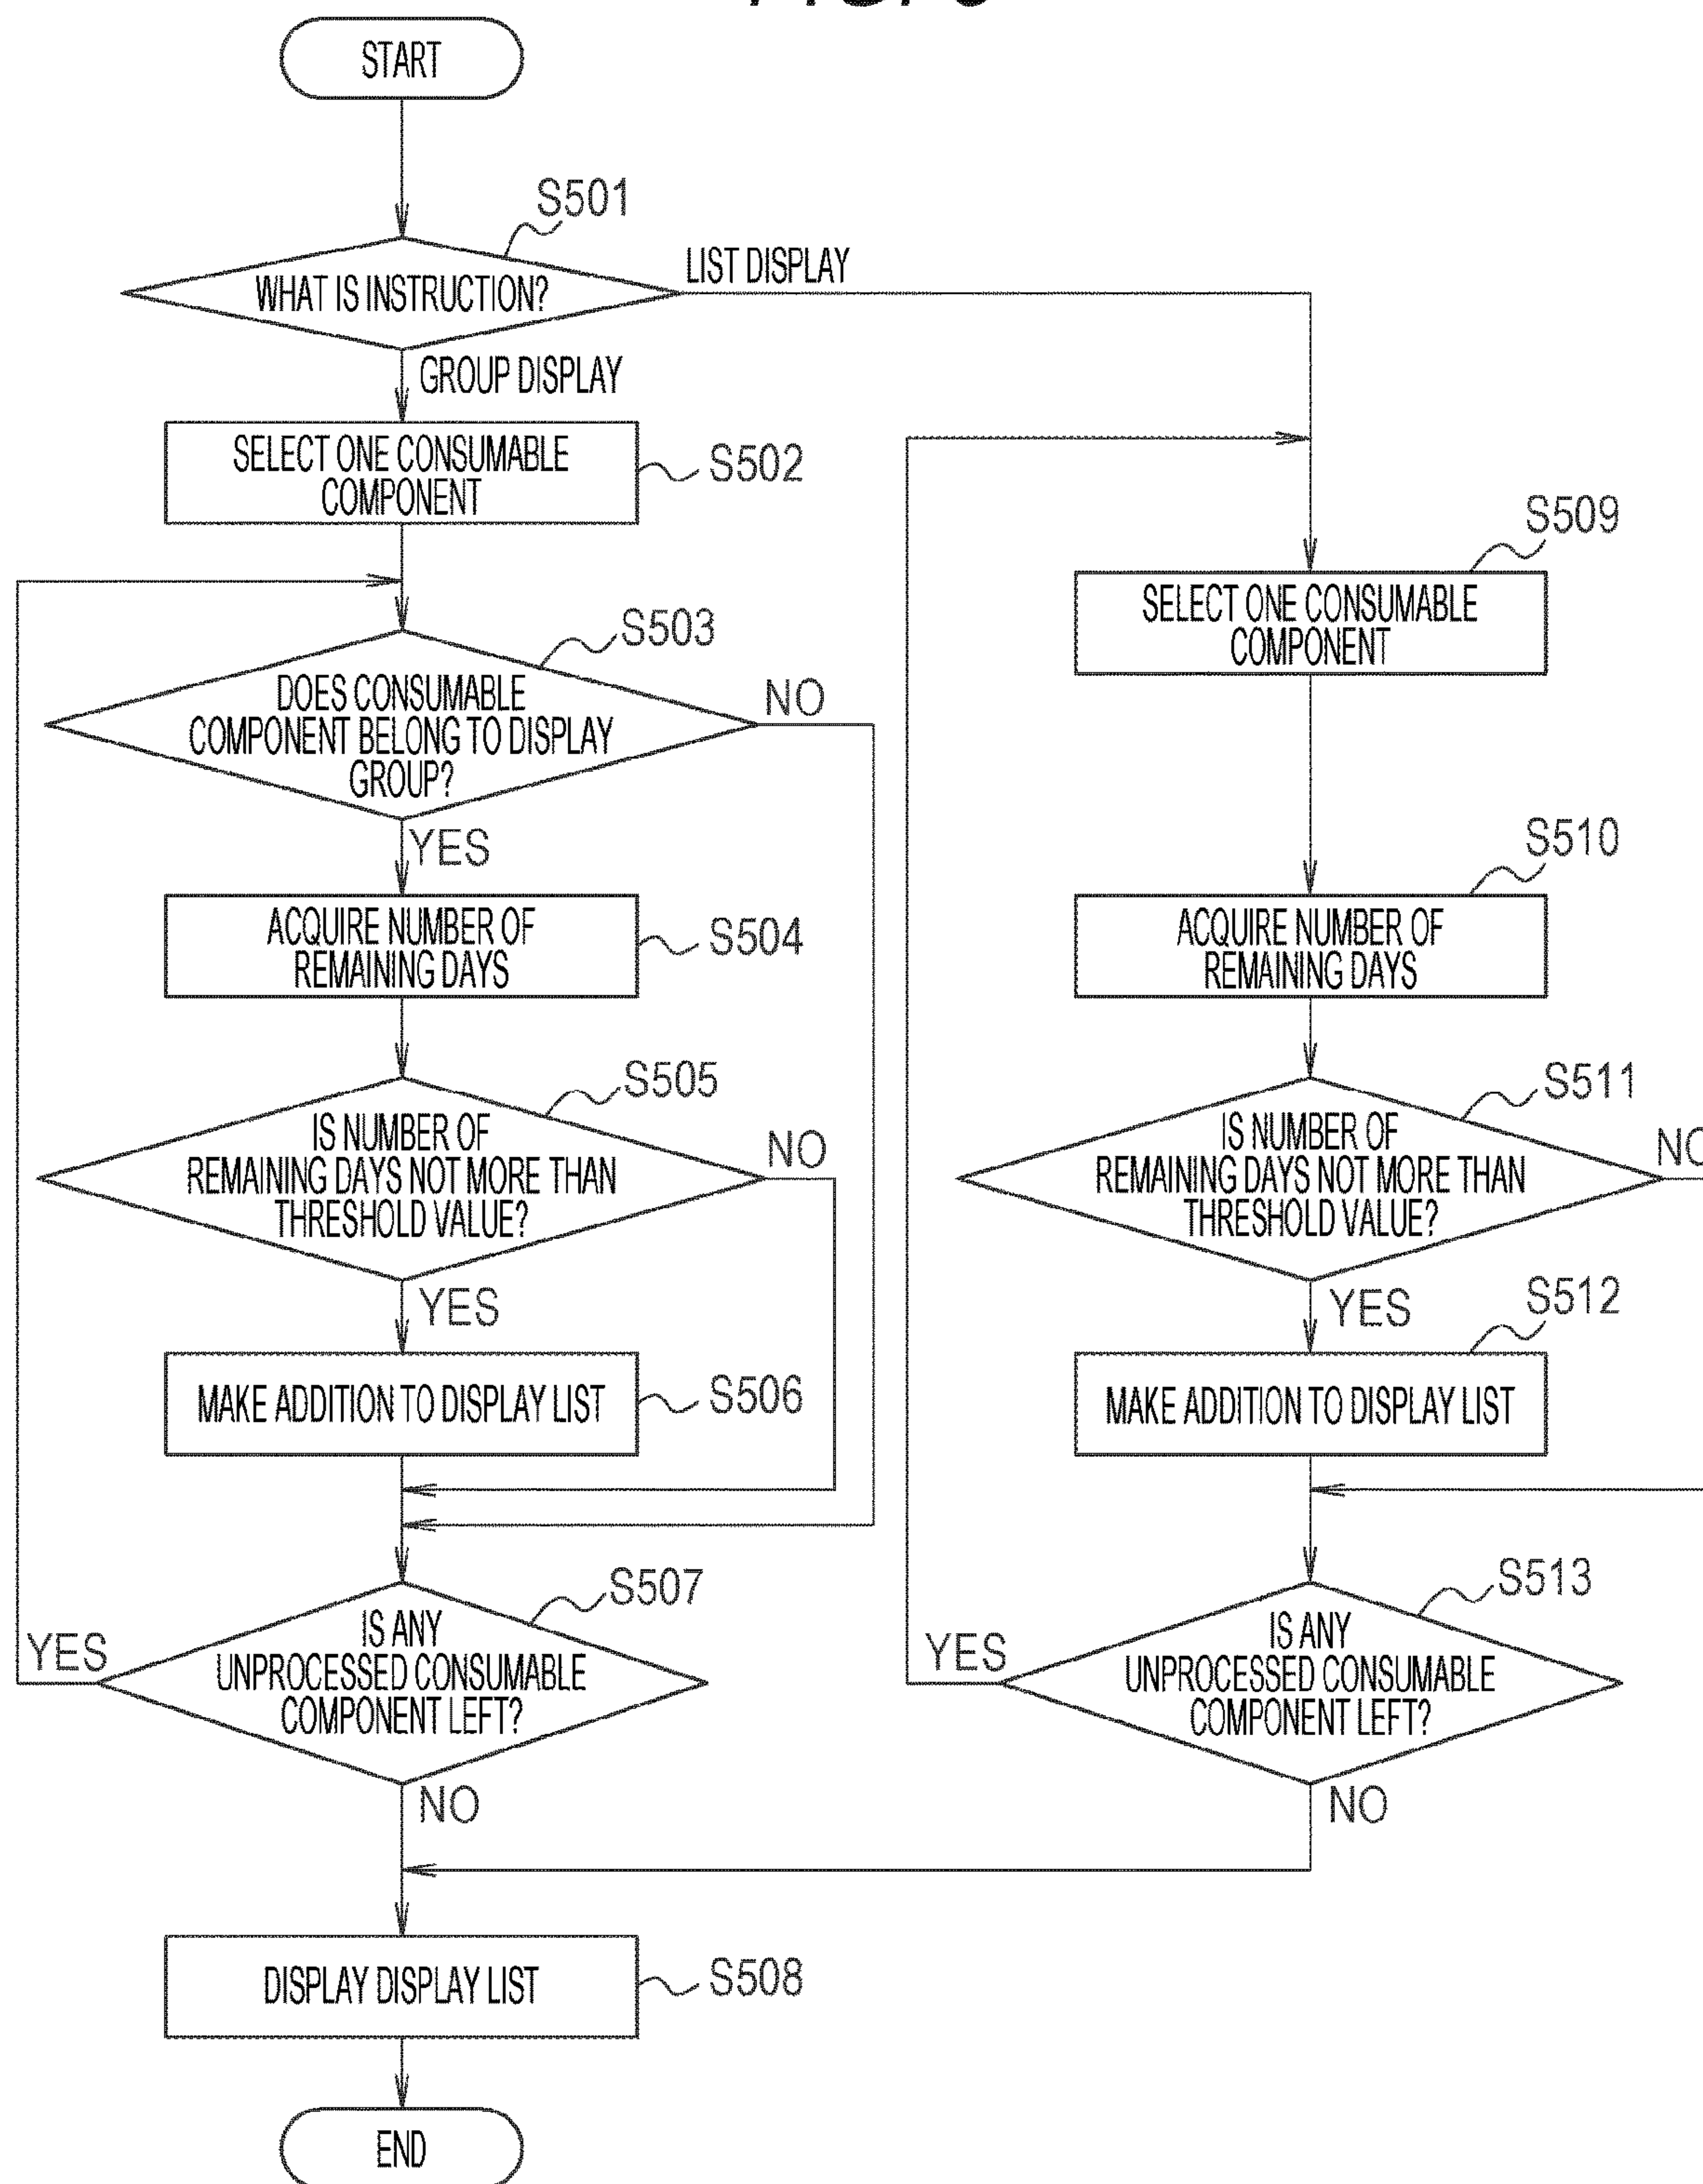 START
S501
WHAT IS INSTRUCTION?
LIST DISPLAY
GROUP DISPLAY
SELECT ONE CONSUMABLE
COMPONENT
S502
S503
DOES CONSUMABLE
COMPONENT BELONG TO DISPLAY
GROUP?
NO
YES
ACQUIRE NUMBER OF
REMAINING DAYS
S504
S505
IS NUMBER OF
REMAINING DAYS NOT MORE THAN
THRESHOLD VALUE?
NO
YES
MAKE ADDITION TO DISPLAY LIST
S506
S507
IS ANY
UNPROCESSED CONSUMABLE
COMPONENT LEFT?
YES
NO
DISPLAY DISPLAY LIST
S508
END
S509
SELECT ONE CONSUMABLE
COMPONENT
S510
ACQUIRE NUMBER OF
REMAINING DAYS
S511
IS NUMBER OF
REMAINING DAYS NOT MORE THAN
THRESHOLD VALUE?
NO
YES
S512
MAKE ADDITION TO DISPLAY LIST
S513
IS ANY
UNPROCESSED CONSUMABLE
COMPONENT LEFT?
YES
NO